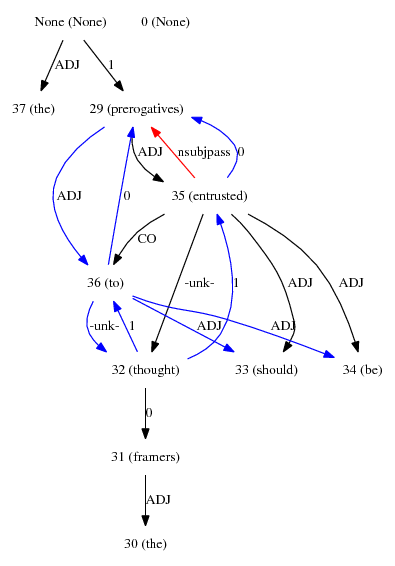 None (None) 0 (None)
ADJ 1
37 (the) 29 (prerogatives)
ADJ nsubjpass 0
35 (entrusted)
ADJ 0
CO
36 (to) -unk- 1 ADJ ADJ
-unk- 1 ADJ ADJ
32 (thought) 33 (should) 34 (be)
0
31 (framers)
ADJ
30 (the)